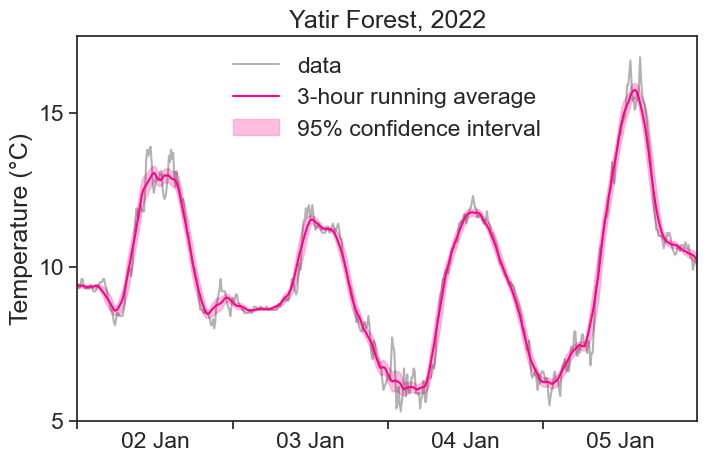 Yatir Forest, 2022
data
3-hour running average
95% confidence interval
Temperature (°C)
15
10
5
02 Jan
03 Jan
04 Jan
05 Jan